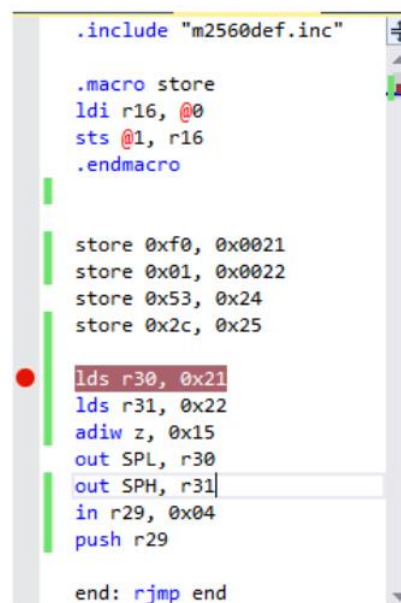 .include "m2560def.inc"
.macro store
ldi r16, @0
sts @1, r16
.endmacro
store 0xf0, 0x0021
store 0x01, 0x0022
store 0x53, 0x24
store 0x2c, 0x25
lds r30, 0x21
lds r31, 0x22
adiw z, 0x15
out SPL, r30
out SPH, r31
in r29, 0x04
push r29
end: rjmp end